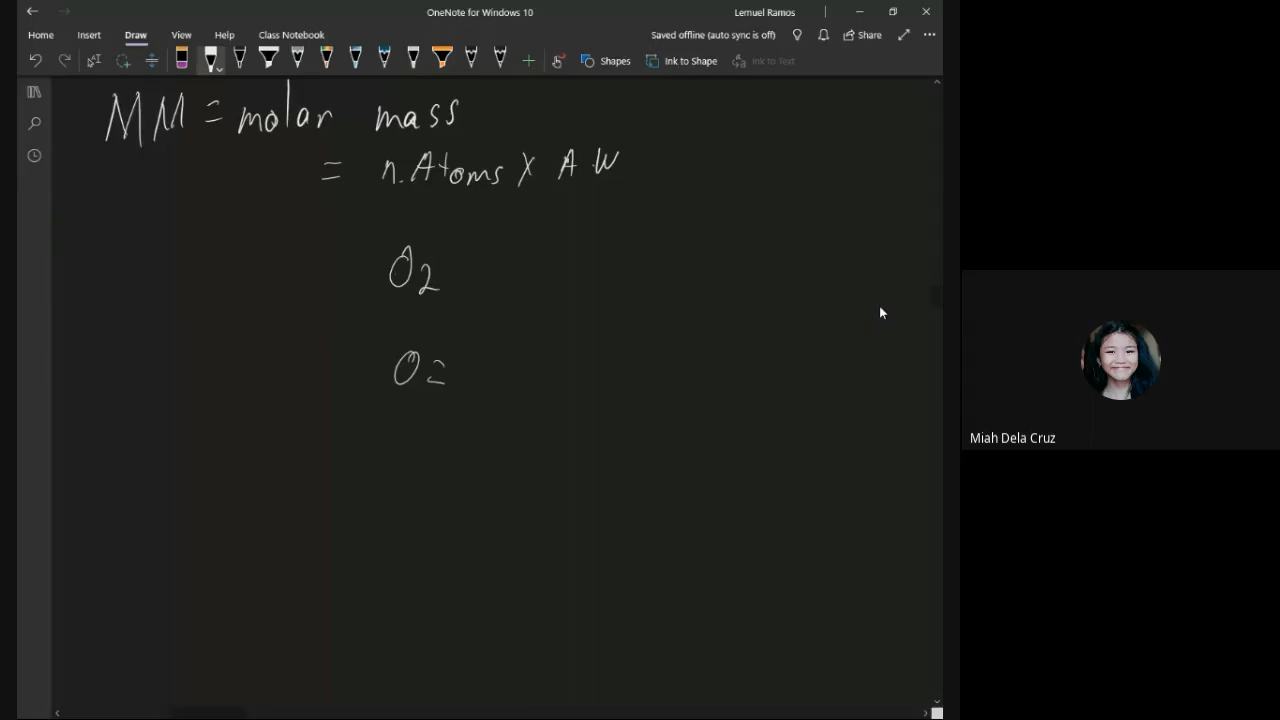 OneNote for Windows 10
Lemuel Ramos
Home Insert Draw View Help Class Notebook
Saved offline (auto sync is off) Share
Shapes Ink to Shape Ink to Text
MM = molar mass
= n.Atoms X AW
O2
O =
Miah Dela Cruz